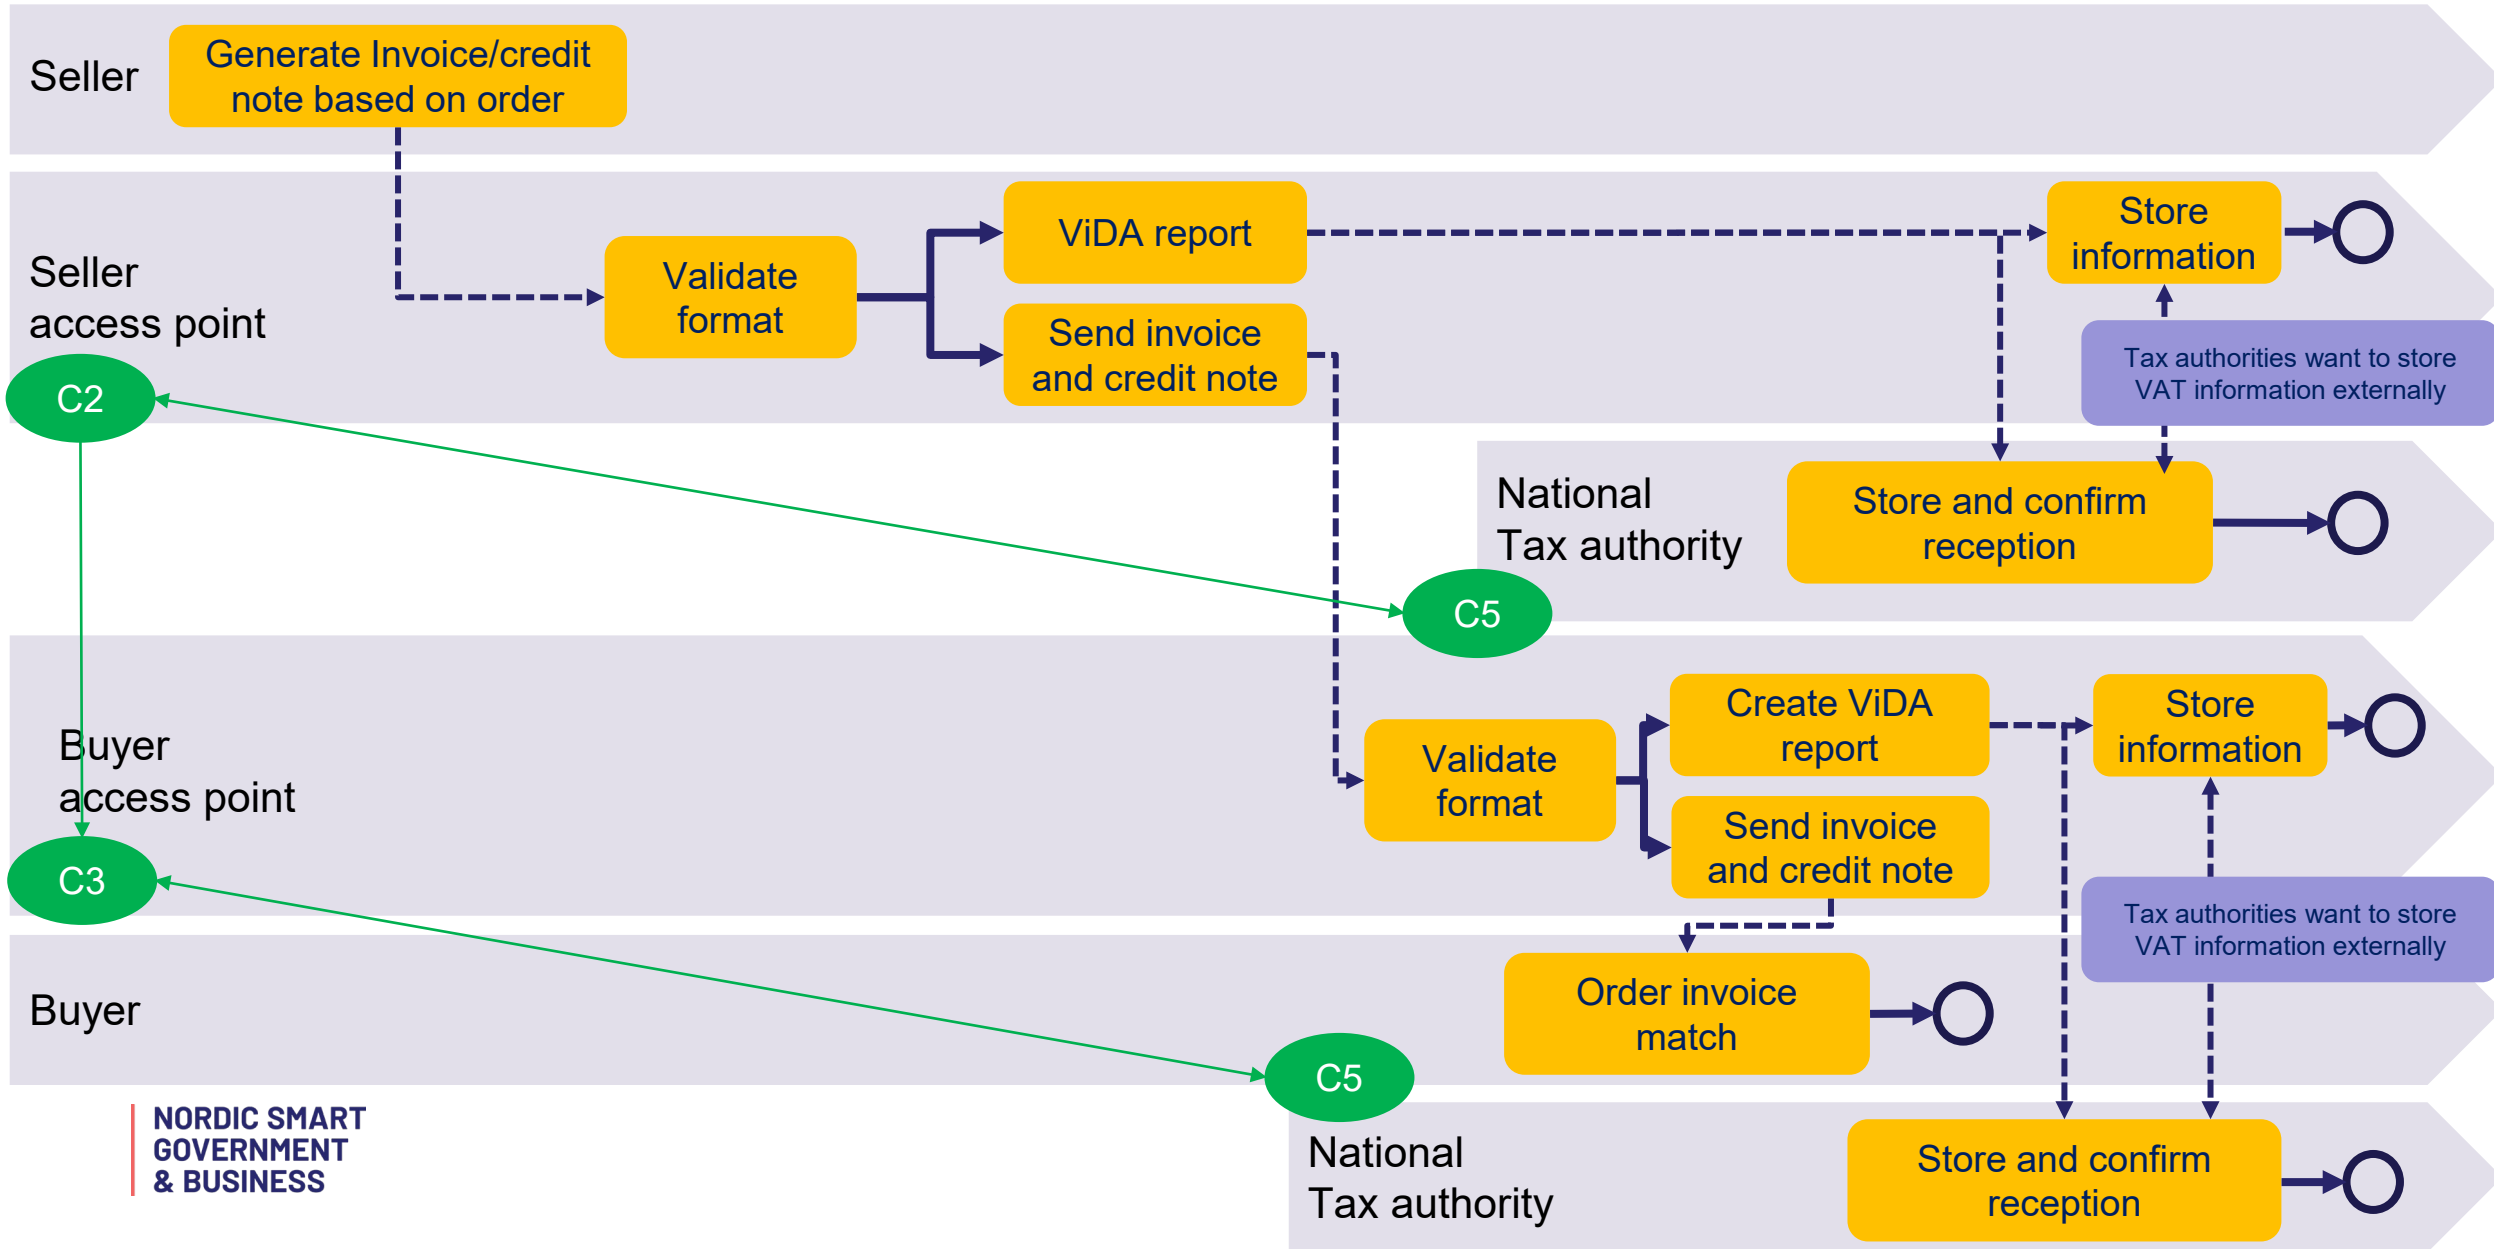 Seller
Generate Invoice/credit
note based on order
Seller
access point
Validate
format
ViDA report
Send invoice
and credit note
Store
information
Tax authorities want to store
VAT information externally
C2
National
Tax authority
Store and confirm
reception
C5
Buyer
access point
Validate
format
Create ViDA
report
Send invoice
and credit note
Store
information
Tax authorities want to store
VAT information externally
C3
Buyer
Order invoice
match
C5
National
Tax authority
Store and confirm
reception
NORDIC SMART
GOVERNMENT
& BUSINESS